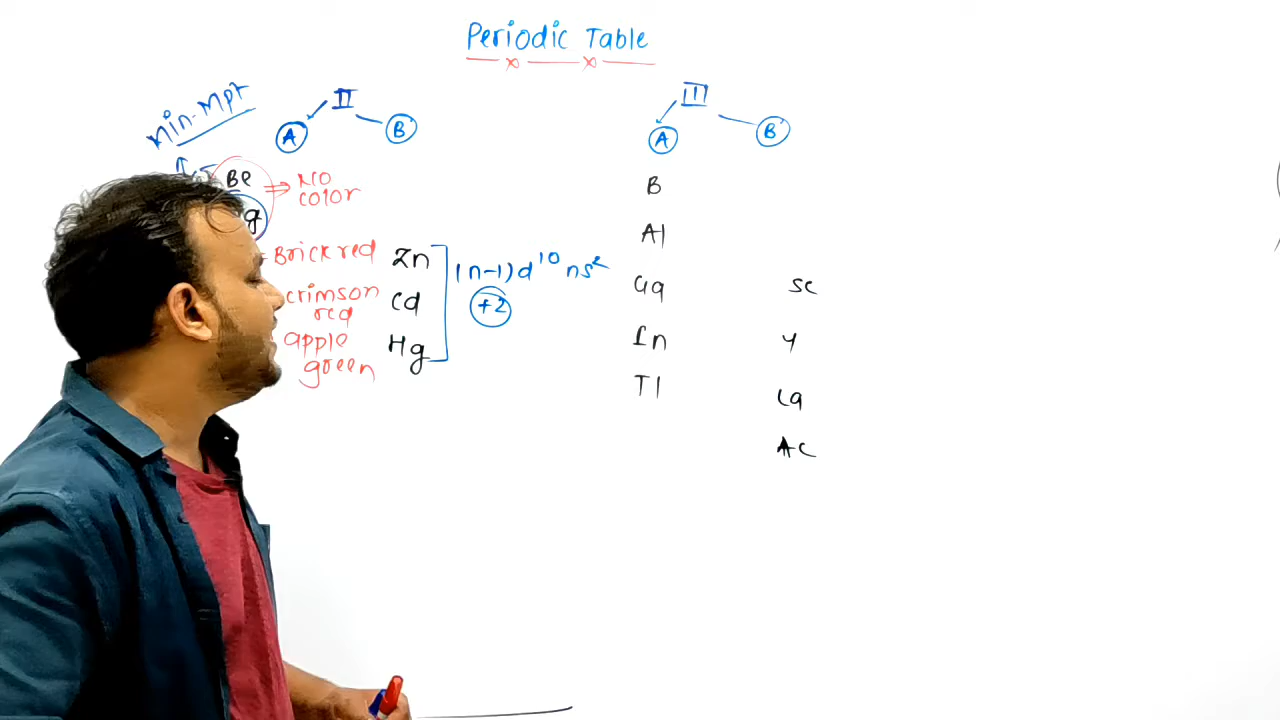 Periodic Table
Min. Mpt
II
A
B
Be
No
color
g
Brick red
crimson
red
apple
green
Zn
Cd
Hg
(n-1)d10 ns2
+2
III
A
B
B
Al
Ga
In
Tl
Sc
Y
La
Ac